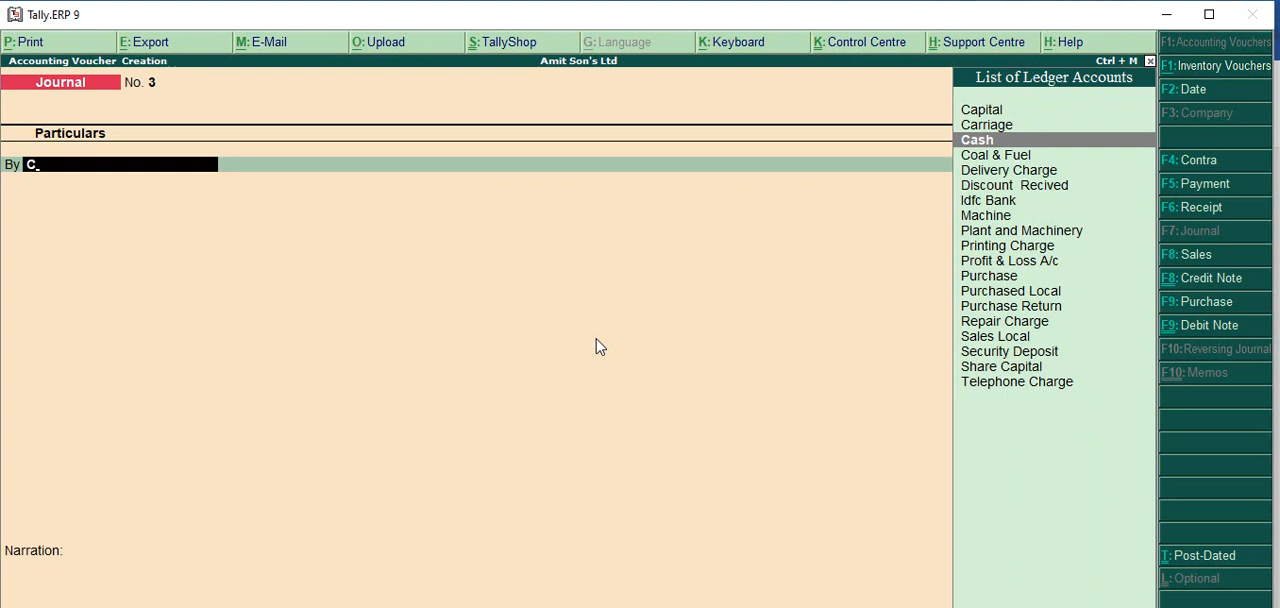 Tally.ERP 9
P: Print E: Export M: E-Mail O: Upload S: TallyShop G: Language K: Keyboard K: Control Centre H: Support Centre H: Help
Accounting Voucher Creation Amit Son's Ltd Ctrl + M
Journal No. 3
Particulars
By C
List of Ledger Accounts
Capital
Carriage
Cash
Coal & Fuel
Delivery Charge
Discount Recived
Idfc Bank
Machine
Plant and Machinery
Printing Charge
Profit & Loss A/c
Purchase
Purchased Local
Purchase Return
Repair Charge
Sales Local
Security Deposit
Share Capital
Telephone Charge
Narration:
F1: Accounting Vouchers
F1: Inventory Vouchers
F2: Date
F3: Company
F4: Contra
F5: Payment
F6: Receipt
F7: Journal
F8: Sales
F8: Credit Note
F9: Purchase
F9: Debit Note
F10: Reversing Journal
F10: Memos
T: Post-Dated
L: Optional